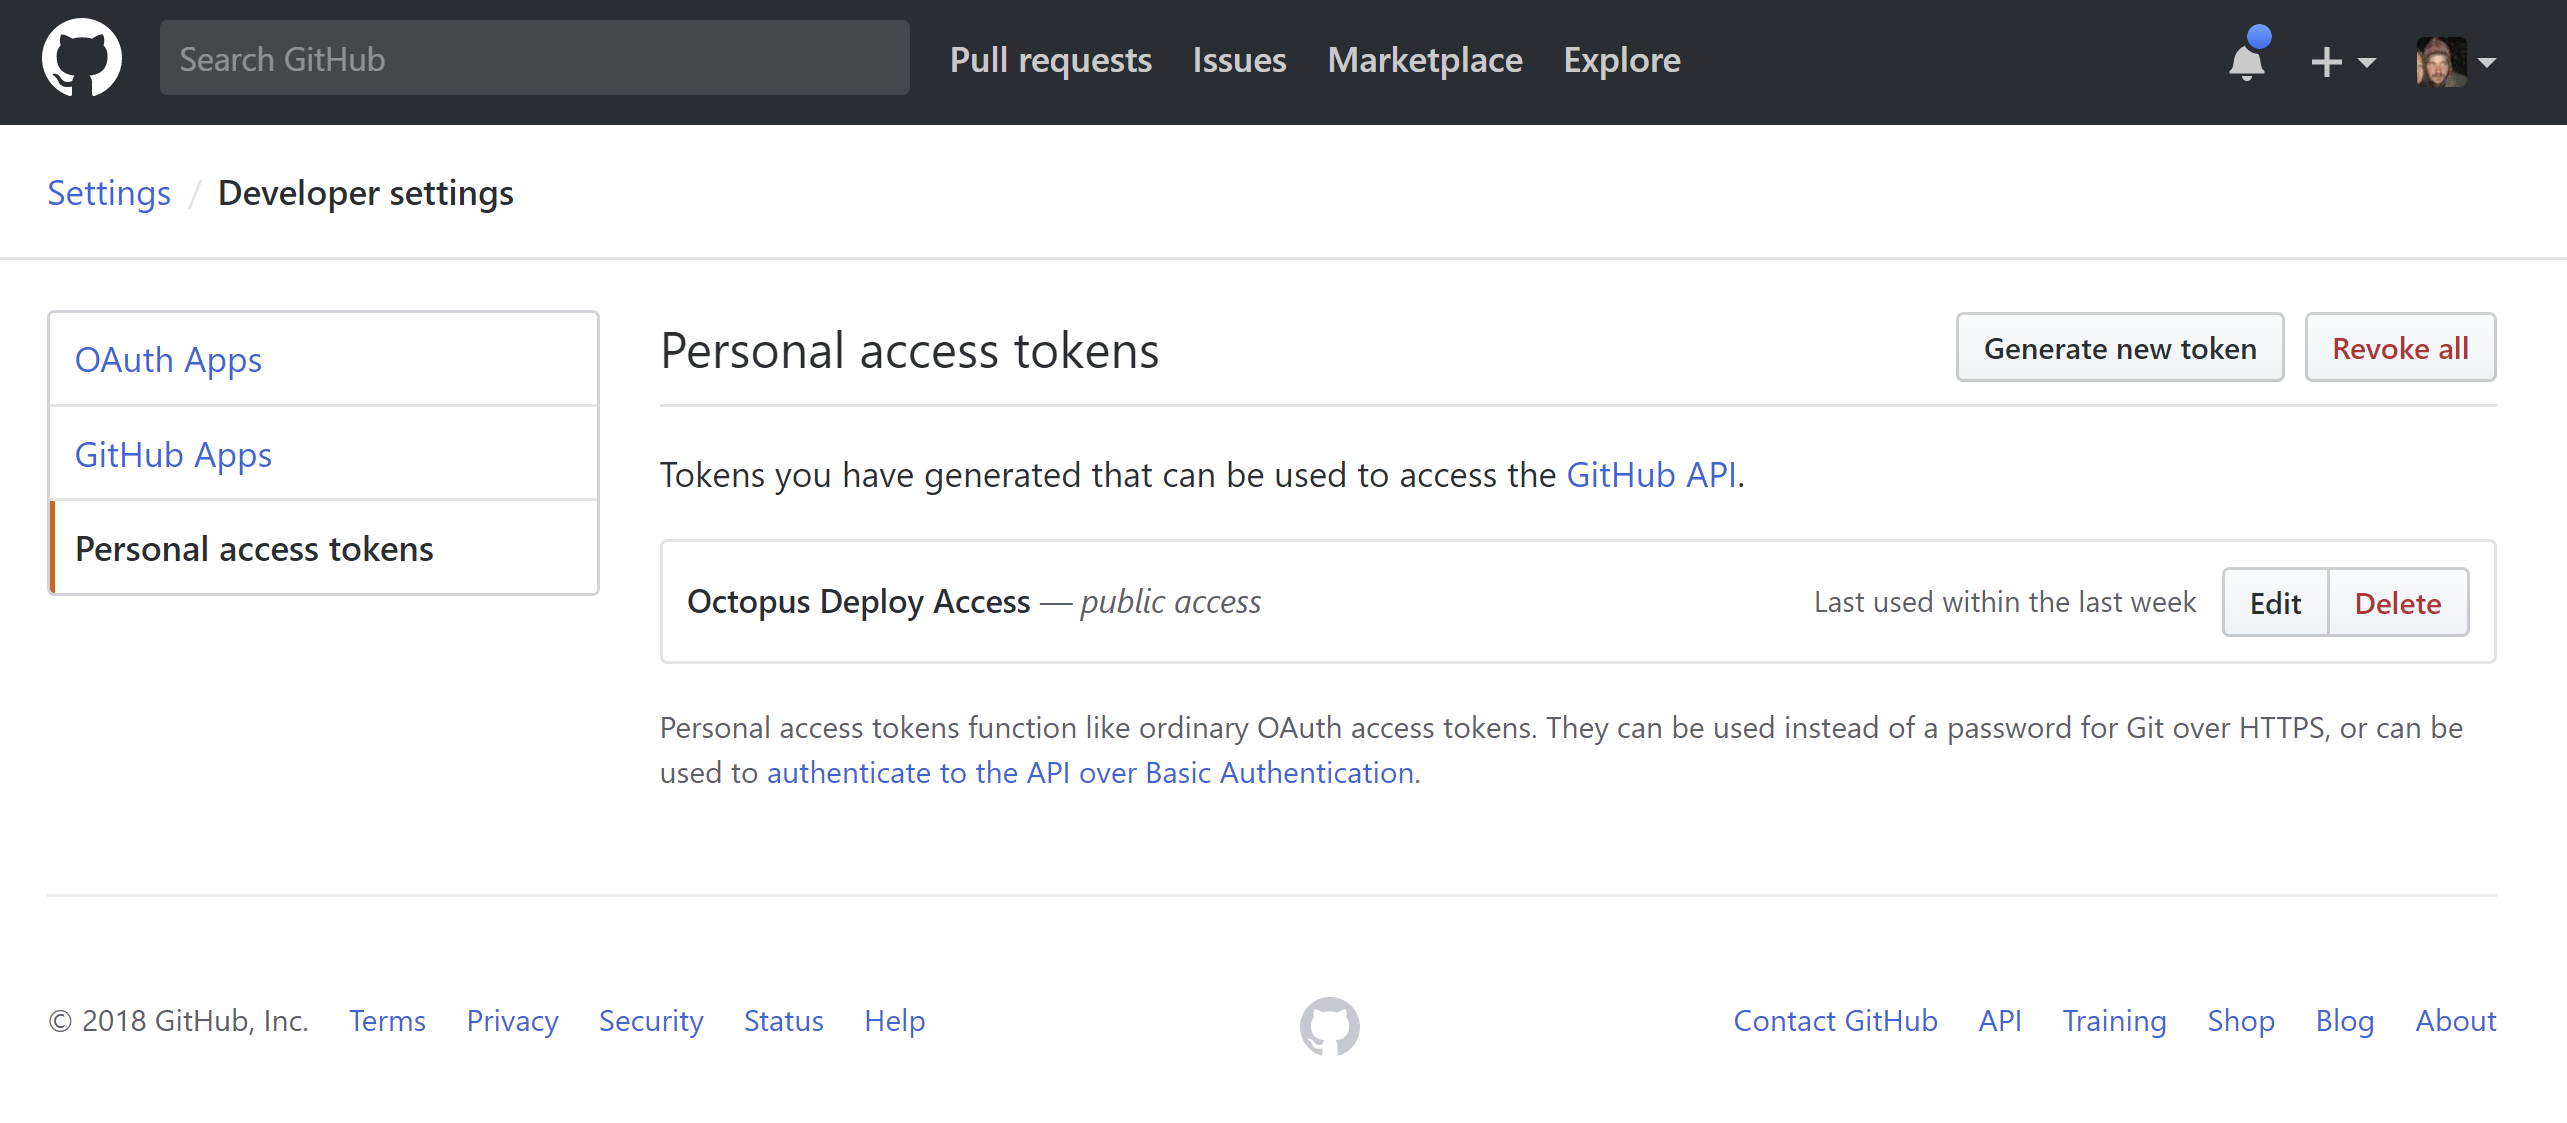 Search GitHub
Pull requests Issues Marketplace Explore
Settings / Developer settings
OAuth Apps
GitHub Apps
Personal access tokens
Personal access tokens
Generate new token
Revoke all
Tokens you have generated that can be used to access the GitHub API.
Octopus Deploy Access — public access
Last used within the last week
Edit
Delete
Personal access tokens function like ordinary OAuth access tokens. They can be used instead of a password for Git over HTTPS, or can be
used to authenticate to the API over Basic Authentication.
© 2018 GitHub, Inc. Terms Privacy Security Status Help
Contact GitHub API Training Shop Blog About